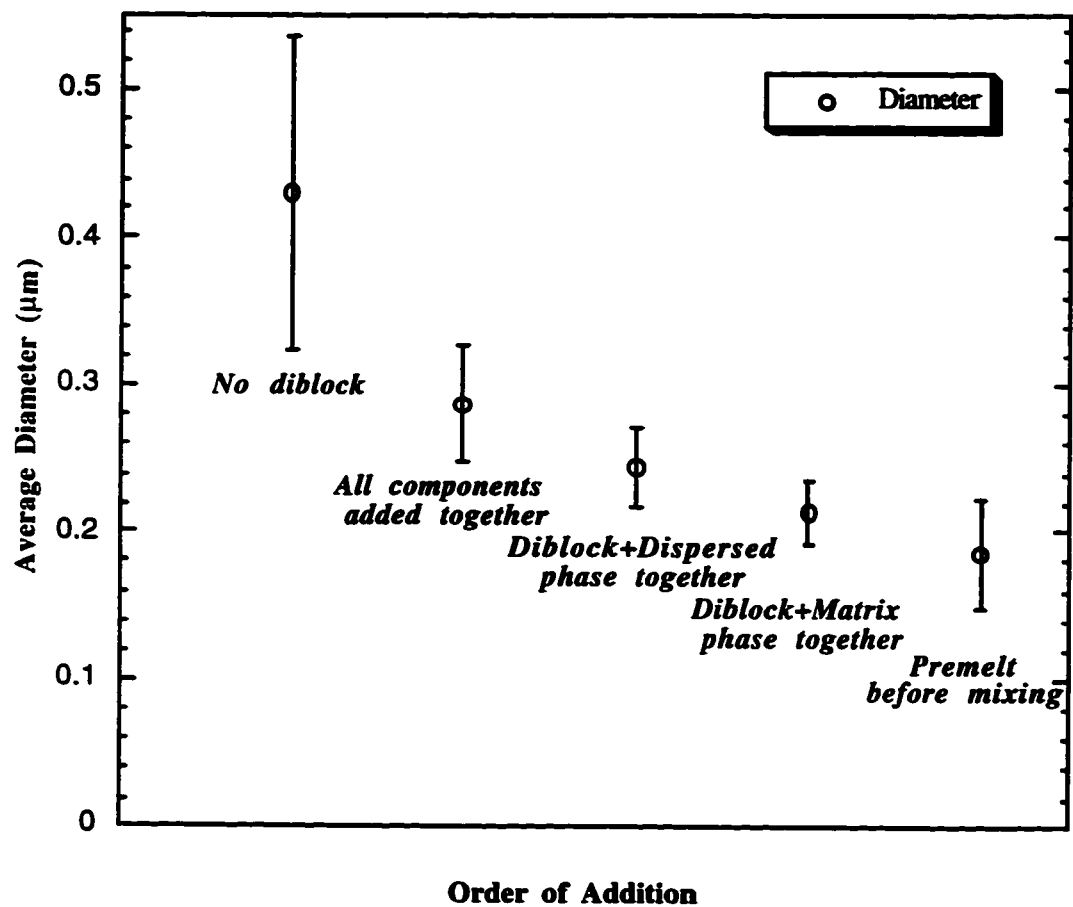 0.5
0.4
0.3
0.2
0.1
0
Average Diameter (μm)
Diameter
No diblock
All components
added together
Diblock+Dispersed
phase together
Diblock+Matrix
phase together
Premelt
before mixing
Order of Addition